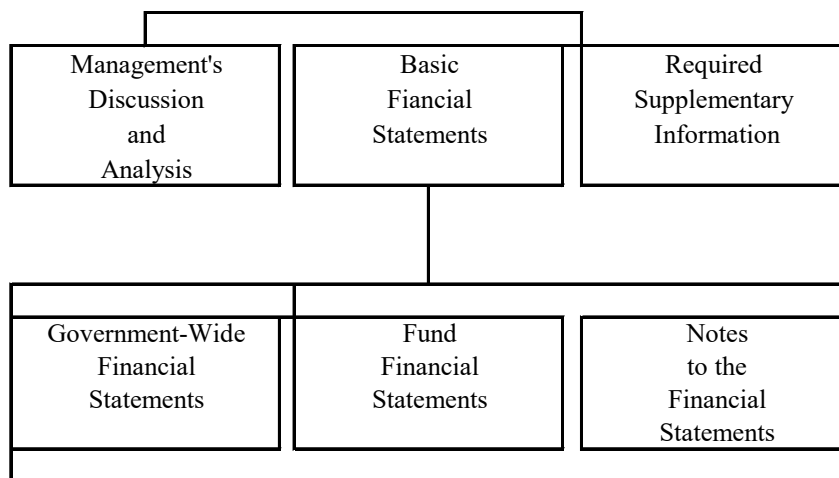 Management's
Discussion
and
Analysis
Basic
Fiancial
Statements
Required
Supplementary
Information
Government-Wide
Financial
Statements
Fund
Financial
Statements
Notes
to the
Financial
Statements